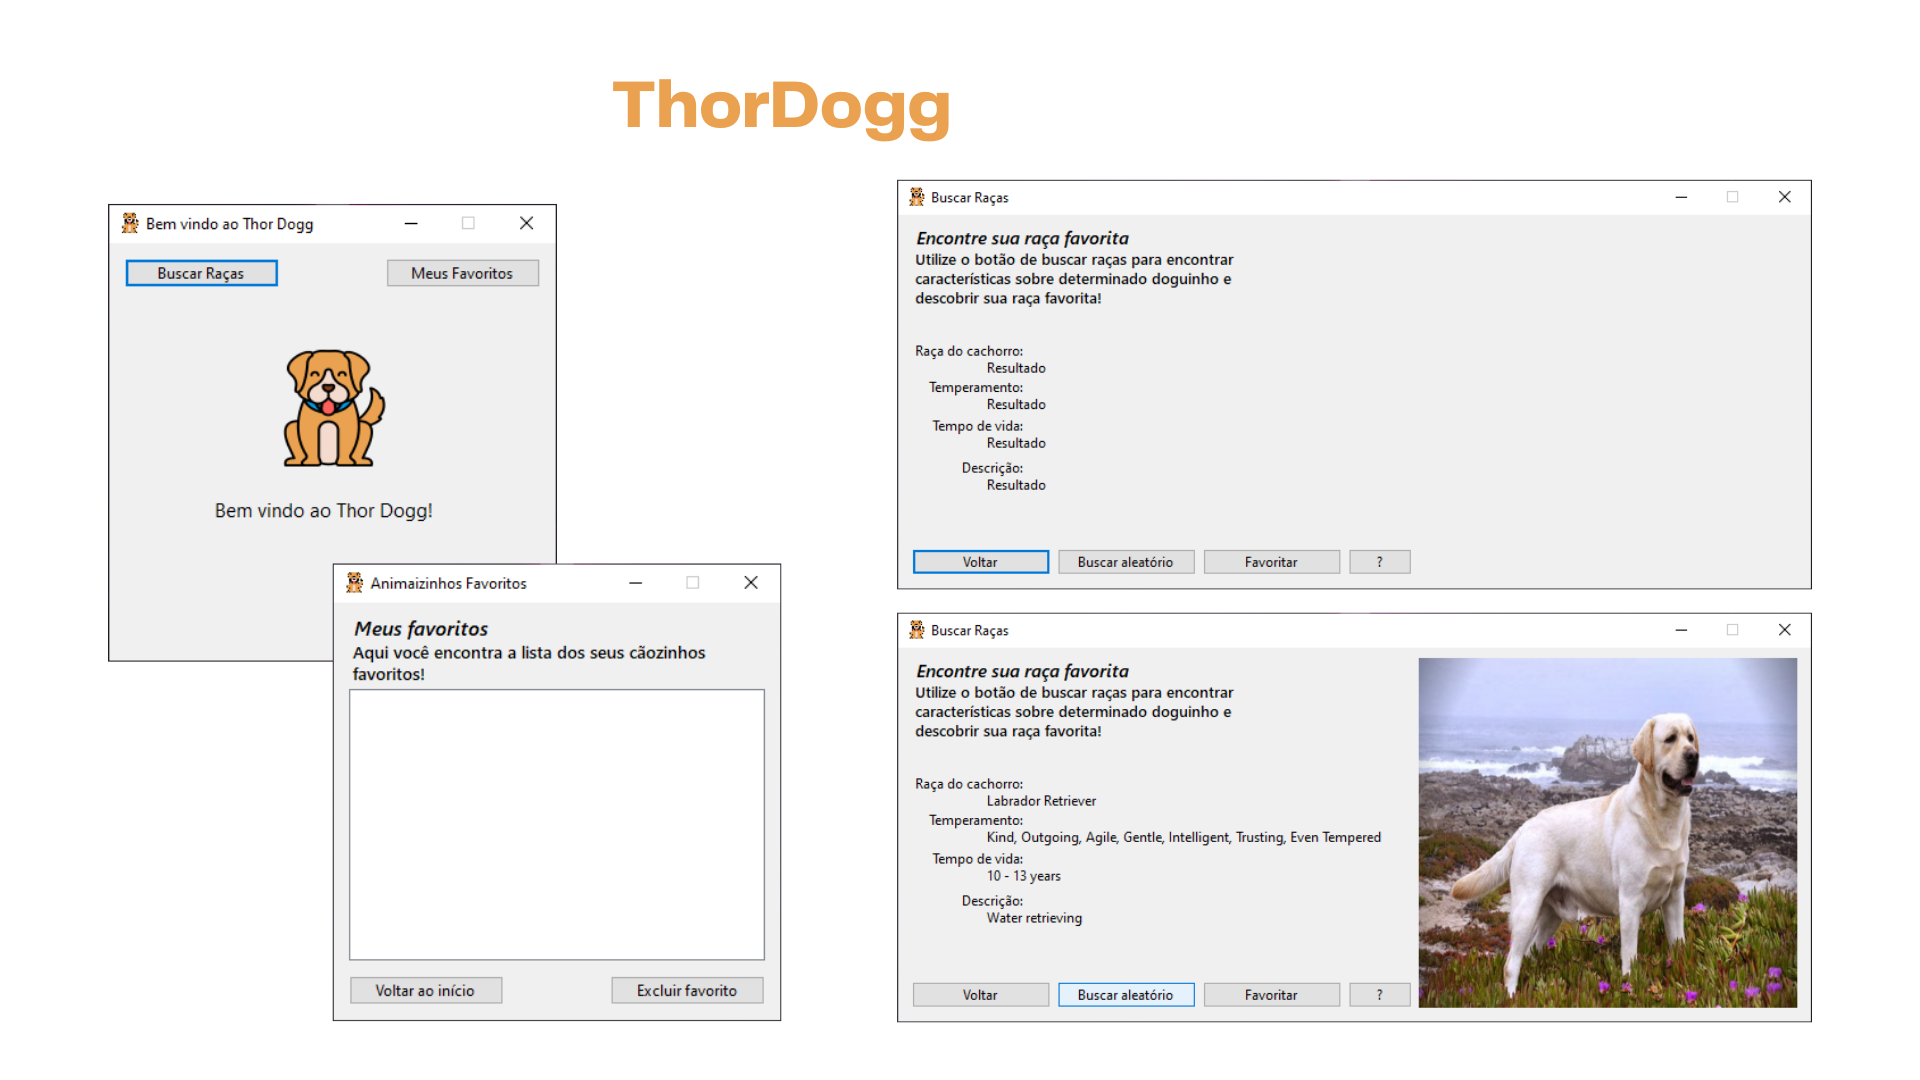 ThorDogg
Bem vindo ao Thor Dogg
Buscar Raças
Meus Favoritos
Bem vindo ao Thor Dogg!
Animaizinhos Favoritos
Meus favoritos
Aqui você encontra a lista dos seus cãozinhos
favoritos!
Voltar ao início
Excluir favorito
Buscar Raças
Encontre sua raça favorita
Utilize o botão de buscar raças para encontrar
características sobre determinado doguinho e
descobrir sua raça favorita!
Raça do cachorro:
Resultado
Temperamento:
Resultado
Tempo de vida:
Resultado
Descrição:
Resultado
Voltar
Buscar aleatório
Favoritar
?
Buscar Raças
Encontre sua raça favorita
Utilize o botão de buscar raças para encontrar
características sobre determinado doguinho e
descobrir sua raça favorita!
Raça do cachorro:
Labrador Retriever
Temperamento:
Kind, Outgoing, Agile, Gentle, Intelligent, Trusting, Even Tempered
Tempo de vida:
10 - 13 years
Descrição:
Water retrieving
Voltar
Buscar aleatório
Favoritar
?